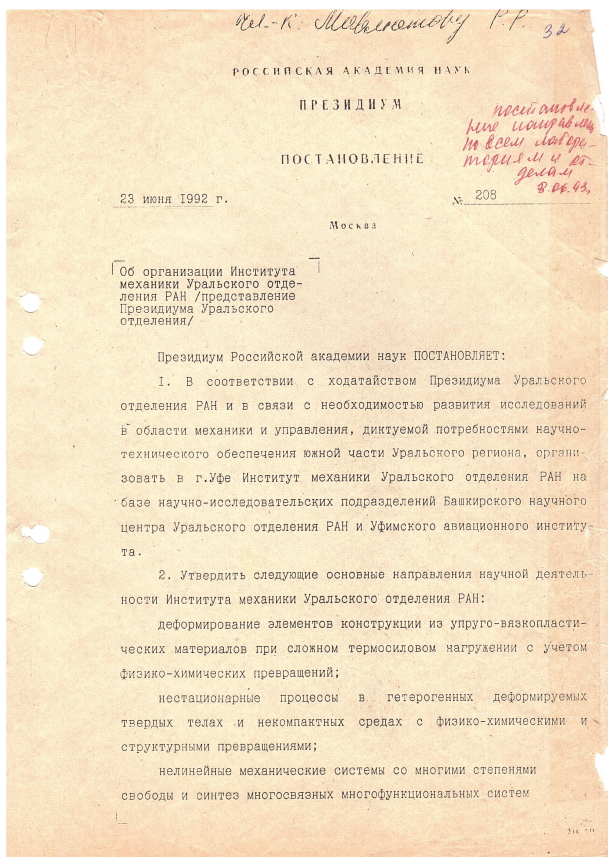 Чл.-к. Мавлютову Р.Р.
32
РОССИЙСКАЯ АКАДЕМИЯ НАУК
ПРЕЗИДИУМ
постановле-
ние направлен
по всем лабора-
ториям и от-
делам
ПОСТАНОВЛЕНИЕ
23 июня 1992 г.
№ 208
Москва
Об организации Института
механики Уральского отде-
ления РАН /представление
Президиума Уральского
отделения/
Президиум Российской академии наук ПОСТАНОВЛЯЕТ:
1. В соответствии с ходатайством Президиума Уральского
отделения РАН и в связи с необходимостью развития исследований
в области механики и управления, диктуемой потребностями научно-
технического обеспечения южной части Уральского региона, органи-
зовать в г.Уфе Институт механики Уральского отделения РАН на
базе научно-исследовательских подразделений Башкирского научного
центра Уральского отделения РАН и Уфимского авиационного институ-
та.
2. Утвердить следующие основные направления научной деятель-
ности Института механики Уральского отделения РАН:
деформирование элементов конструкции из упруго-вязкопласти-
ческих материалов при сложном термосиловом нагружении с учетом
физико-химических превращений;
нестационарные процессы в гетерогенных деформируемых
твердых телах и некомпактных средах с физико-химическими и
структурными превращениями;
нелинейные механические системы со многими степенями
свободы и синтез многосвязных многофункциональных систем